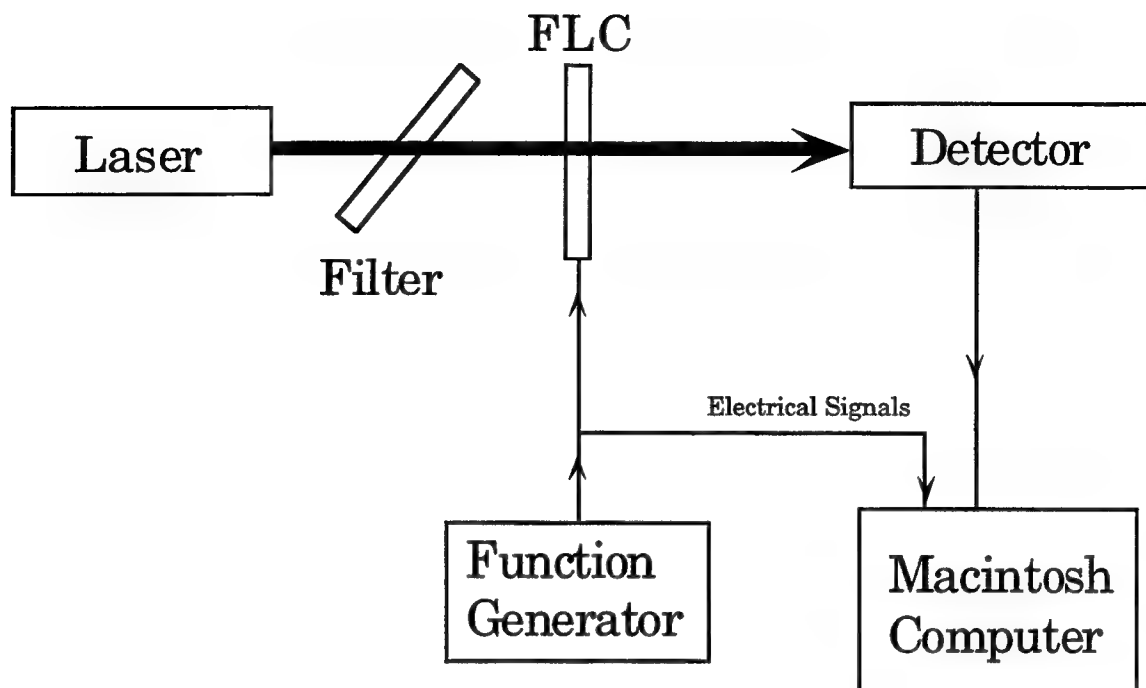 FLC
Laser
Detector
Filter
Electrical Signals
Function
Generator
Macintosh
Computer